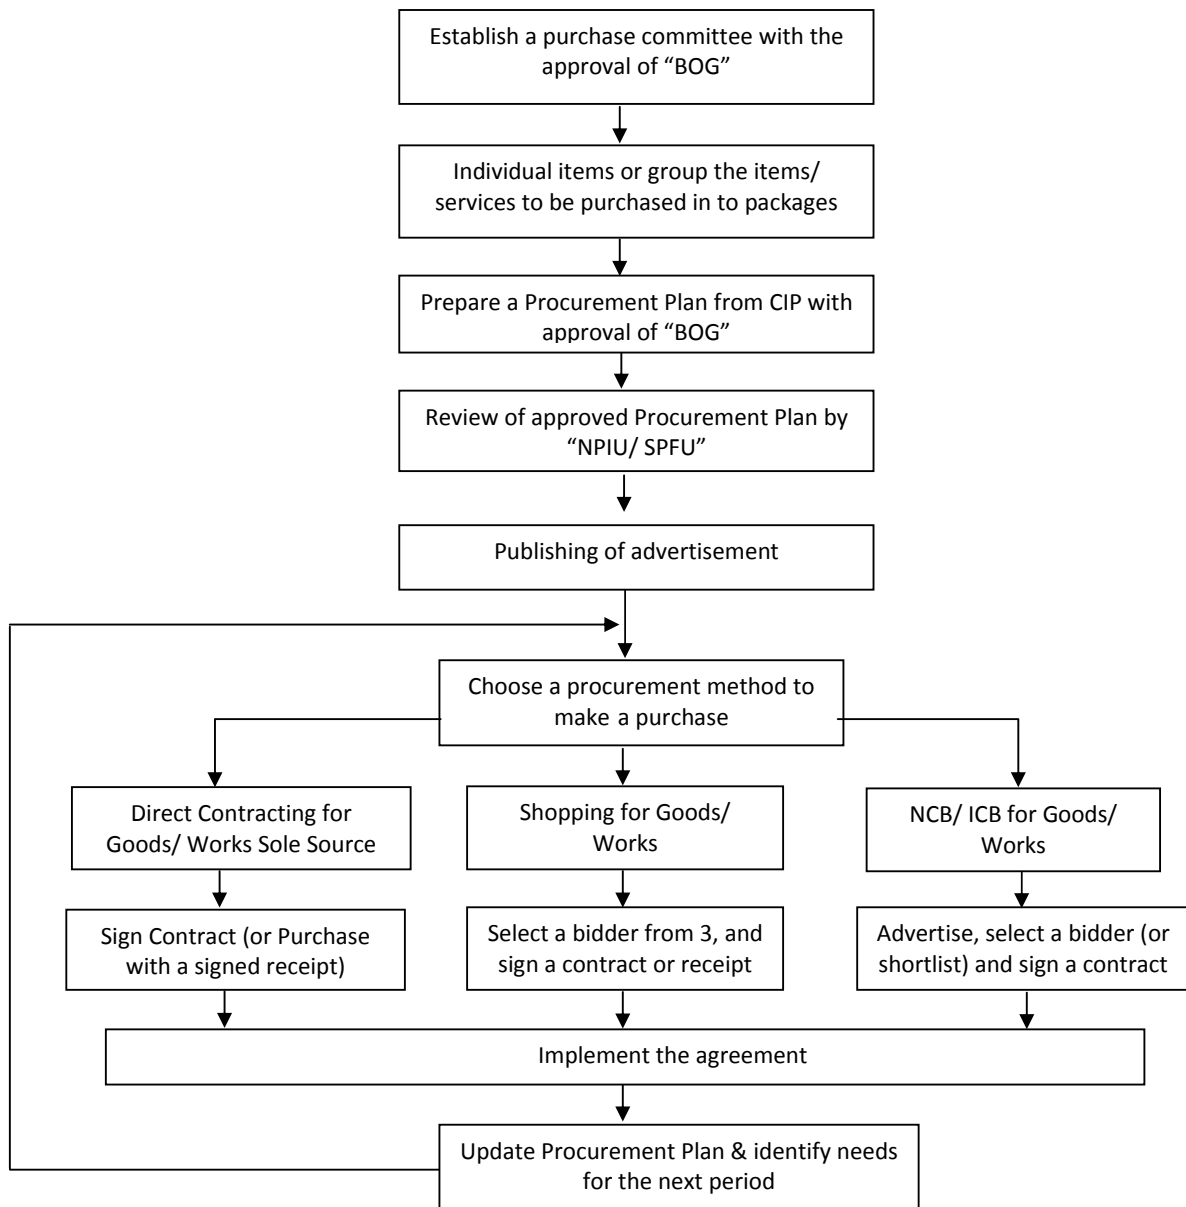 Establish a purchase committee with the
approval of “BOG”
Individual items or group the items/
services to be purchased in to packages
Prepare a Procurement Plan from CIP with
approval of “BOG”
Review of approved Procurement Plan by
“NPIU/ SPFU”
Publishing of advertisement
Choose a procurement method to
make a purchase
Direct Contracting for
Goods/ Works Sole Source
Shopping for Goods/
Works
NCB/ ICB for Goods/
Works
Sign Contract (or Purchase
with a signed receipt)
Select a bidder from 3, and
sign a contract or receipt
Advertise, select a bidder (or
shortlist) and sign a contract
Implement the agreement
Update Procurement Plan & identify needs
for the next period